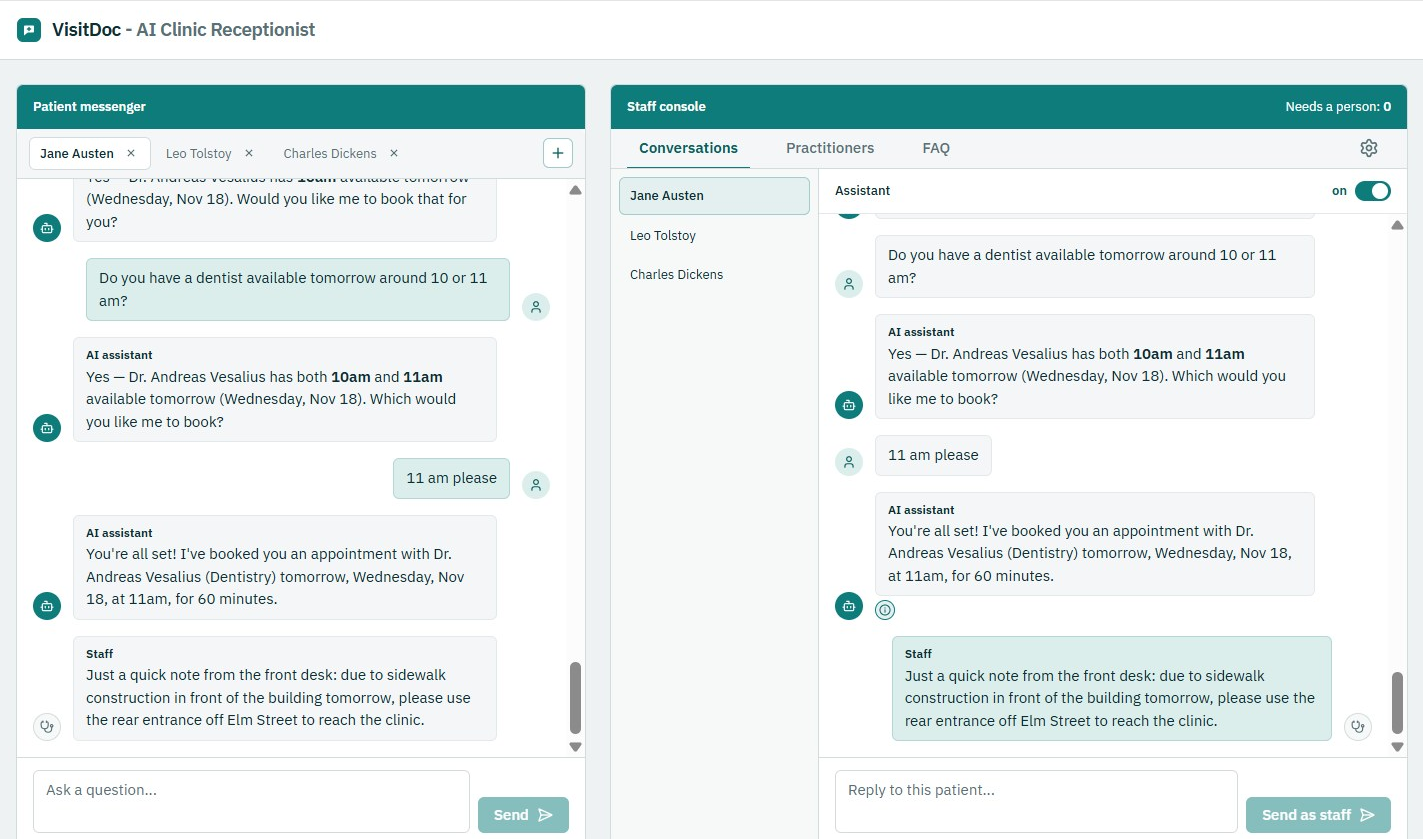 VisitDoc - AI Clinic Receptionist
Patient messenger
Jane Austen
Leo Tolstoy
Charles Dickens
Yes — Dr. Andreas Vesalius has 10am available tomorrow
(Wednesday, Nov 18). Would you like me to book that for
you?
Do you have a dentist available tomorrow around 10 or 11
am?
AI assistant
Yes — Dr. Andreas Vesalius has both 10am and 11am
available tomorrow (Wednesday, Nov 18). Which would
you like me to book?
11 am please
AI assistant
You're all set! I've booked you an appointment with Dr.
Andreas Vesalius (Dentistry) tomorrow, Wednesday, Nov
18, at 11am, for 60 minutes.
Staff
Just a quick note from the front desk: due to sidewalk
construction in front of the building tomorrow, please use
the rear entrance off Elm Street to reach the clinic.
Ask a question...
Send
Staff console
Needs a person: 0
Conversations
Practitioners
FAQ
Jane Austen
Leo Tolstoy
Charles Dickens
Assistant
on
Do you have a dentist available tomorrow around 10 or 11
am?
AI assistant
Yes — Dr. Andreas Vesalius has both 10am and 11am
available tomorrow (Wednesday, Nov 18). Which would you
like me to book?
11 am please
AI assistant
You're all set! I've booked you an appointment with Dr.
Andreas Vesalius (Dentistry) tomorrow, Wednesday, Nov 18,
at 11am, for 60 minutes.
Staff
Just a quick note from the front desk: due to sidewalk
construction in front of the building tomorrow, please use the
rear entrance off Elm Street to reach the clinic.
Reply to this patient...
Send as staff